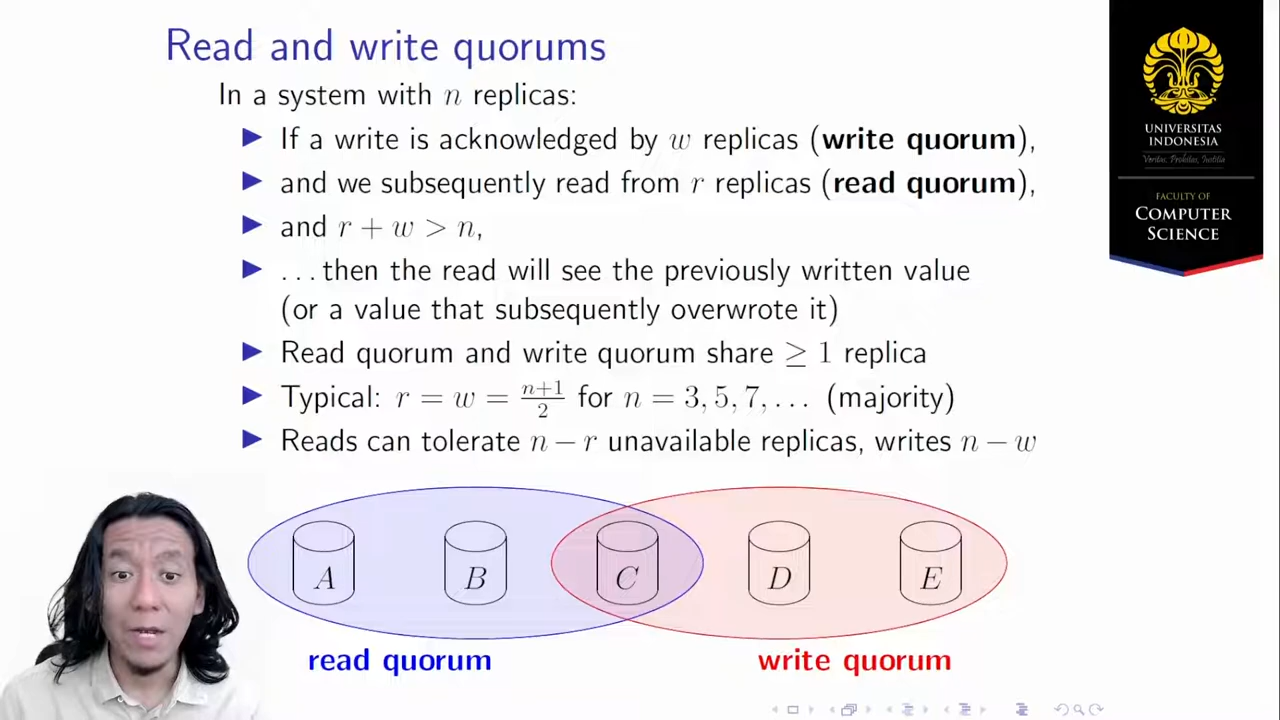 Read and write quorums
In a system with n replicas:
▶ If a write is acknowledged by w replicas (write quorum),
▶ and we subsequently read from r replicas (read quorum),
▶ and r + w > n,
▶ ...then the read will see the previously written value
(or a value that subsequently overwrote it)
▶ Read quorum and write quorum share ≥ 1 replica
▶ Typical: r = w = (n+1)/2 for n = 3, 5, 7, ... (majority)
▶ Reads can tolerate n − r unavailable replicas, writes n − w
A B C D E
read quorum write quorum
UNIVERSITAS
INDONESIA
Veritas, Probitas, Iustitia
FACULTY OF
COMPUTER
SCIENCE